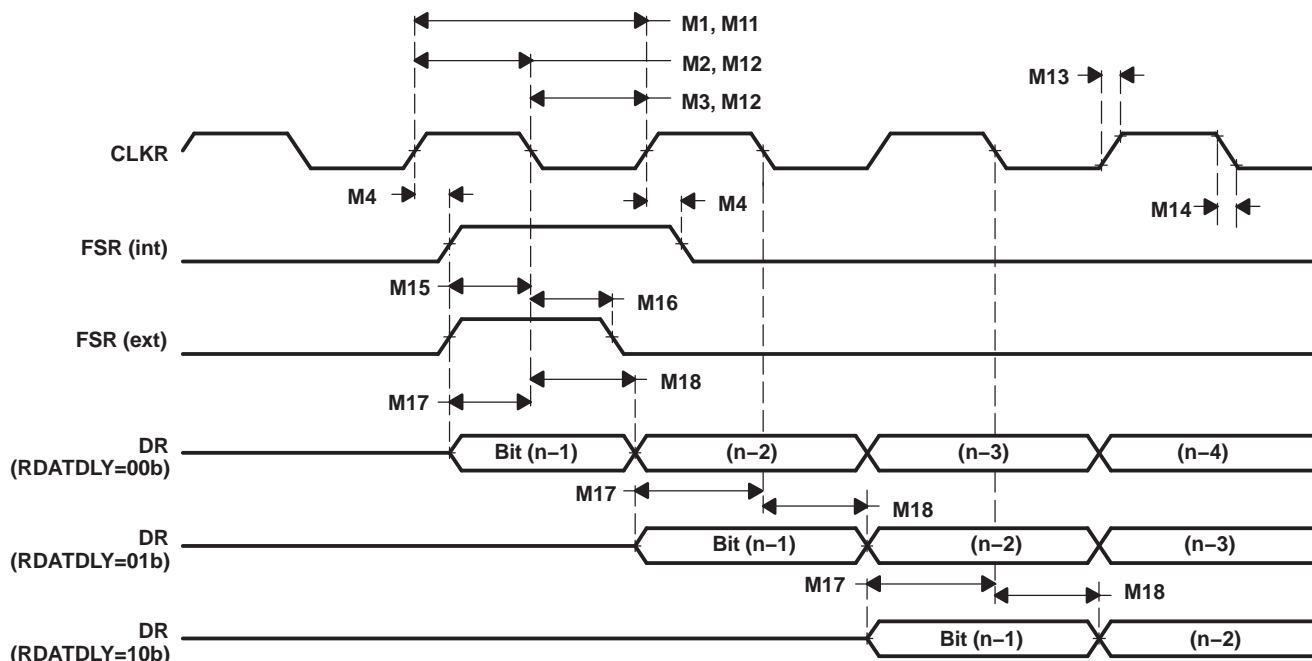 M1, M11
M2, M12
M13
M3, M12
CLKR
M4
M4
M14
FSR (int)
M15
M16
FSR (ext)
M18
M17
DR
(RDATDLY=00b)
Bit (n–1)
(n–2)
(n–3)
(n–4)
M17
M18
DR
(RDATDLY=01b)
Bit (n–1)
(n–2)
(n–3)
M17
M18
DR
(RDATDLY=10b)
Bit (n–1)
(n–2)